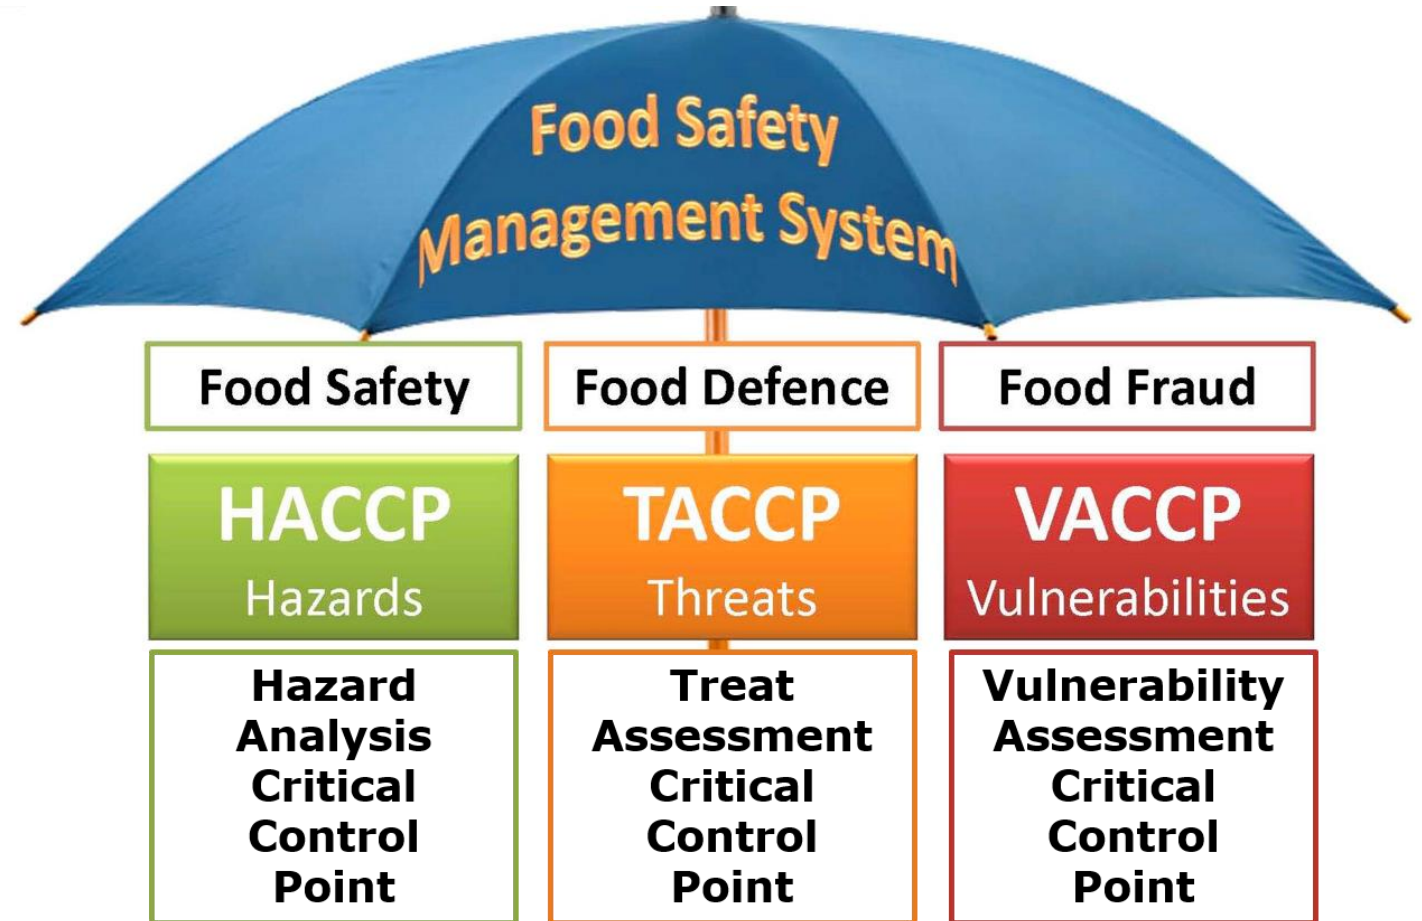 Food Safety
Management System
Food Safety
HACCP
Hazards
Hazard
Analysis
Critical
Control
Point
Food Defence
TACCP
Threats
Treat
Assessment
Critical
Control
Point
Food Fraud
VACCP
Vulnerabilities
Vulnerability
Assessment
Critical
Control
Point